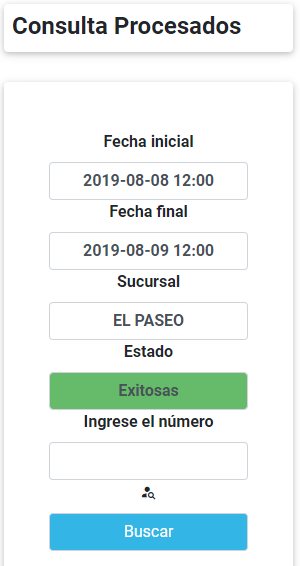 Consulta Procesados
Fecha inicial
2019-08-08 12:00
Fecha final
2019-08-09 12:00
Sucursal
EL PASEO
Estado
Exitosas
Ingrese el número
Buscar